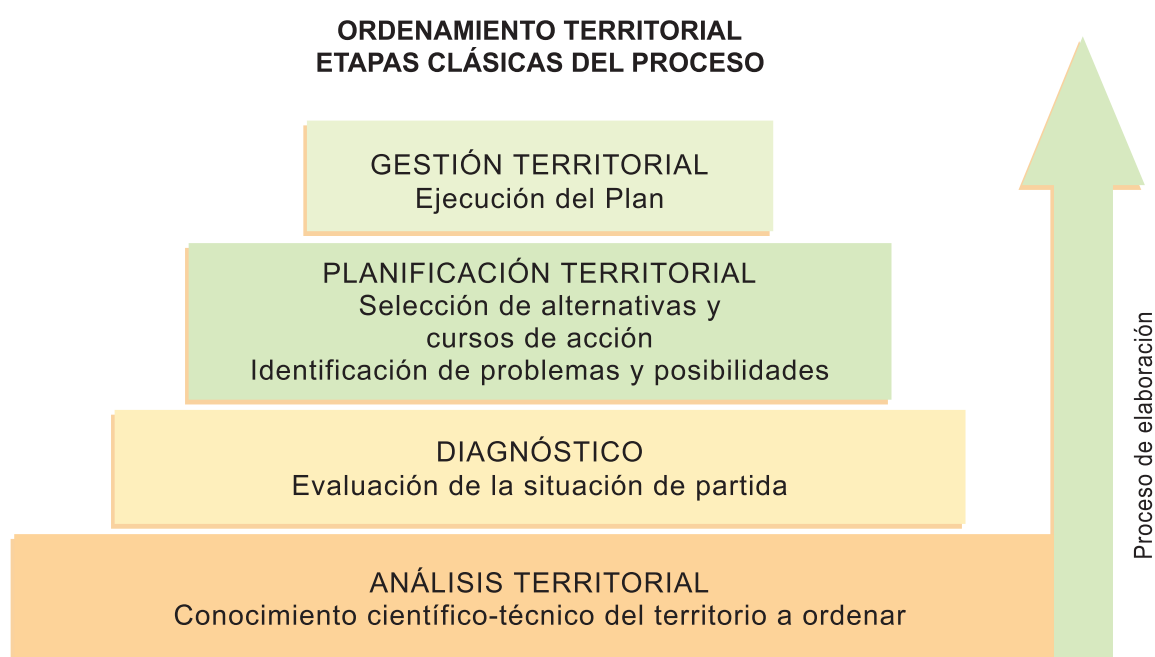 ORDENAMIENTO TERRITORIAL
ETAPAS CLÁSICAS DEL PROCESO
GESTIÓN TERRITORIAL
Ejecución del Plan
PLANIFICACIÓN TERRITORIAL
Selección de alternativas y
cursos de acción
Identificación de problemas y posibilidades
DIAGNÓSTICO
Evaluación de la situación de partida
ANÁLISIS TERRITORIAL
Conocimiento científico-técnico del territorio a ordenar
Proceso de elaboración